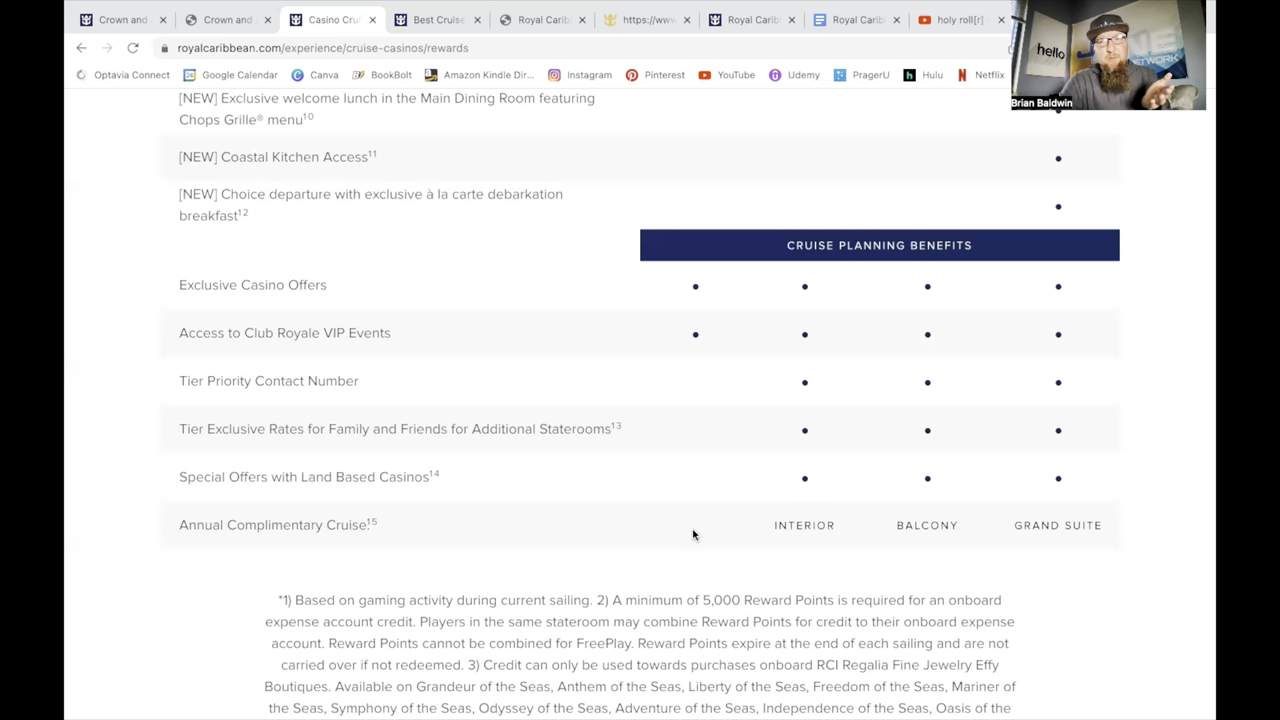 Crown and
Crown and
Casino Cru
Best Cruise
Royal Carib
https://www
Royal Carib
Royal Carib
holy roll[r]
royalcaribbean.com/experience/cruise-casinos/rewards
Optavia Connect
Google Calendar
Canva
BookBolt
Amazon Kindle Dir...
Instagram
Pinterest
YouTube
Udemy
PragerU
Hulu
Netflix
hello
NETWORK
Brian Baldwin
[NEW] Exclusive welcome lunch in the Main Dining Room featuring
Chops Grille® menu10
[NEW] Coastal Kitchen Access11
[NEW] Choice departure with exclusive à la carte debarkation
breakfast12
CRUISE PLANNING BENEFITS
Exclusive Casino Offers
Access to Club Royale VIP Events
Tier Priority Contact Number
Tier Exclusive Rates for Family and Friends for Additional Staterooms13
Special Offers with Land Based Casinos14
Annual Complimentary Cruise.15 INTERIOR BALCONY GRAND SUITE
*1) Based on gaming activity during current sailing. 2) A minimum of 5,000 Reward Points is required for an onboard
expense account credit. Players in the same stateroom may combine Reward Points for credit to their onboard expense
account. Reward Points cannot be combined for FreePlay. Reward Points expire at the end of each sailing and are not
carried over if not redeemed. 3) Credit can only be used towards purchases onboard RCI Regalia Fine Jewelry Effy
Boutiques. Available on Grandeur of the Seas, Anthem of the Seas, Liberty of the Seas, Freedom of the Seas, Mariner of
the Seas, Symphony of the Seas, Odyssey of the Seas, Adventure of the Seas, Independence of the Seas, Oasis of the